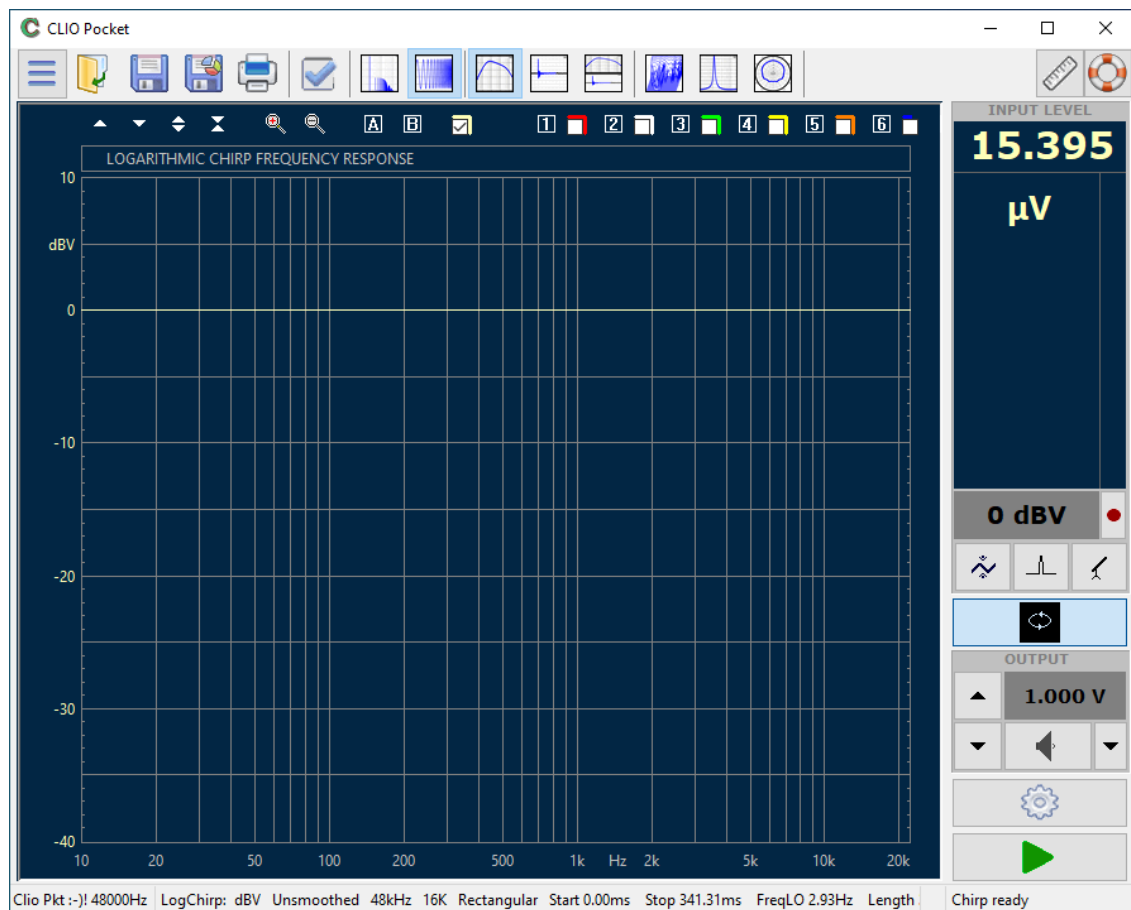 CLIO Pocket
INPUT LEVEL
A B 1 2 3 4 5 6
15.395
LOGARITHMIC CHIRP FREQUENCY RESPONSE
10
µV
dBV
0
-10
0 dBV
-20
-30
-40
OUTPUT
1.000 V
10 20 50 100 200 500 1k Hz 2k 5k 10k 20k
Clio Pkt :-)! 48000Hz LogChirp: dBV Unsmoothed 48kHz 16K Rectangular Start 0.00ms Stop 341.31ms FreqLO 2.93Hz Length Chirp ready